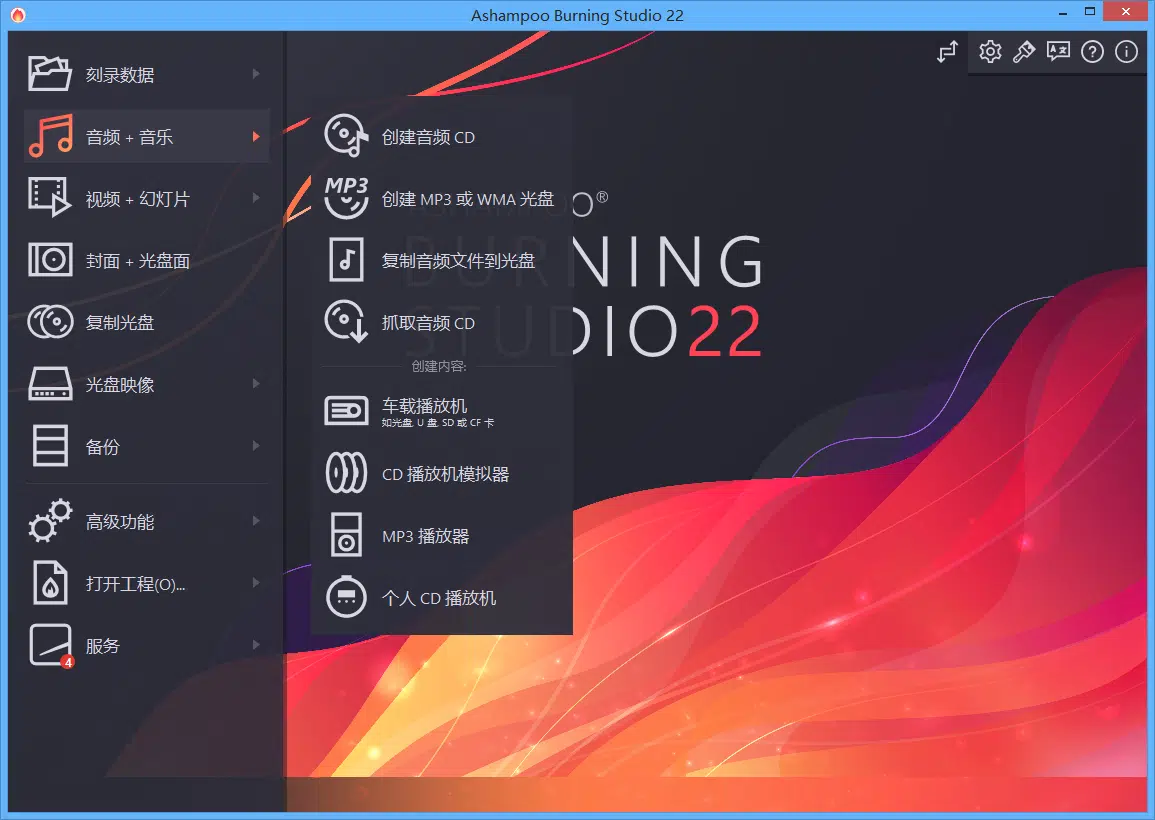 Ashampoo Burning Studio 22
刻录数据
音频 + 音乐
视频 + 幻灯片
封面 + 光盘面
复制光盘
光盘映像
备份
高级功能
打开工程(O)...
服务
4
创建音频 CD
MP3
创建 MP3 或 WMA 光盘
复制音频文件到光盘
抓取音频 CD
创建内容:
车载播放机
如光盘, U 盘, SD 或 CF 卡
CD 播放机模拟器
MP3 播放器
个人 CD 播放机
ASHAMPOO®
BURNING
STUDIO22